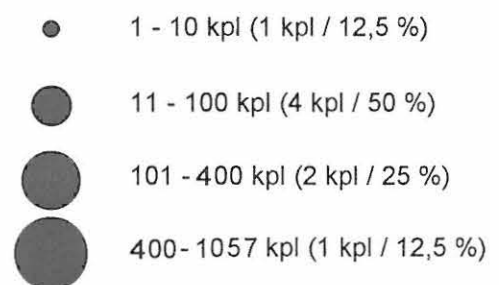 1 - 10 kpl (1 kpl / 12,5 %)
11 - 100 kpl (4 kpl / 50 %)
101 - 400 kpl (2 kpl / 25 %)
400- 1057 kpl (1 kpl / 12,5 %)